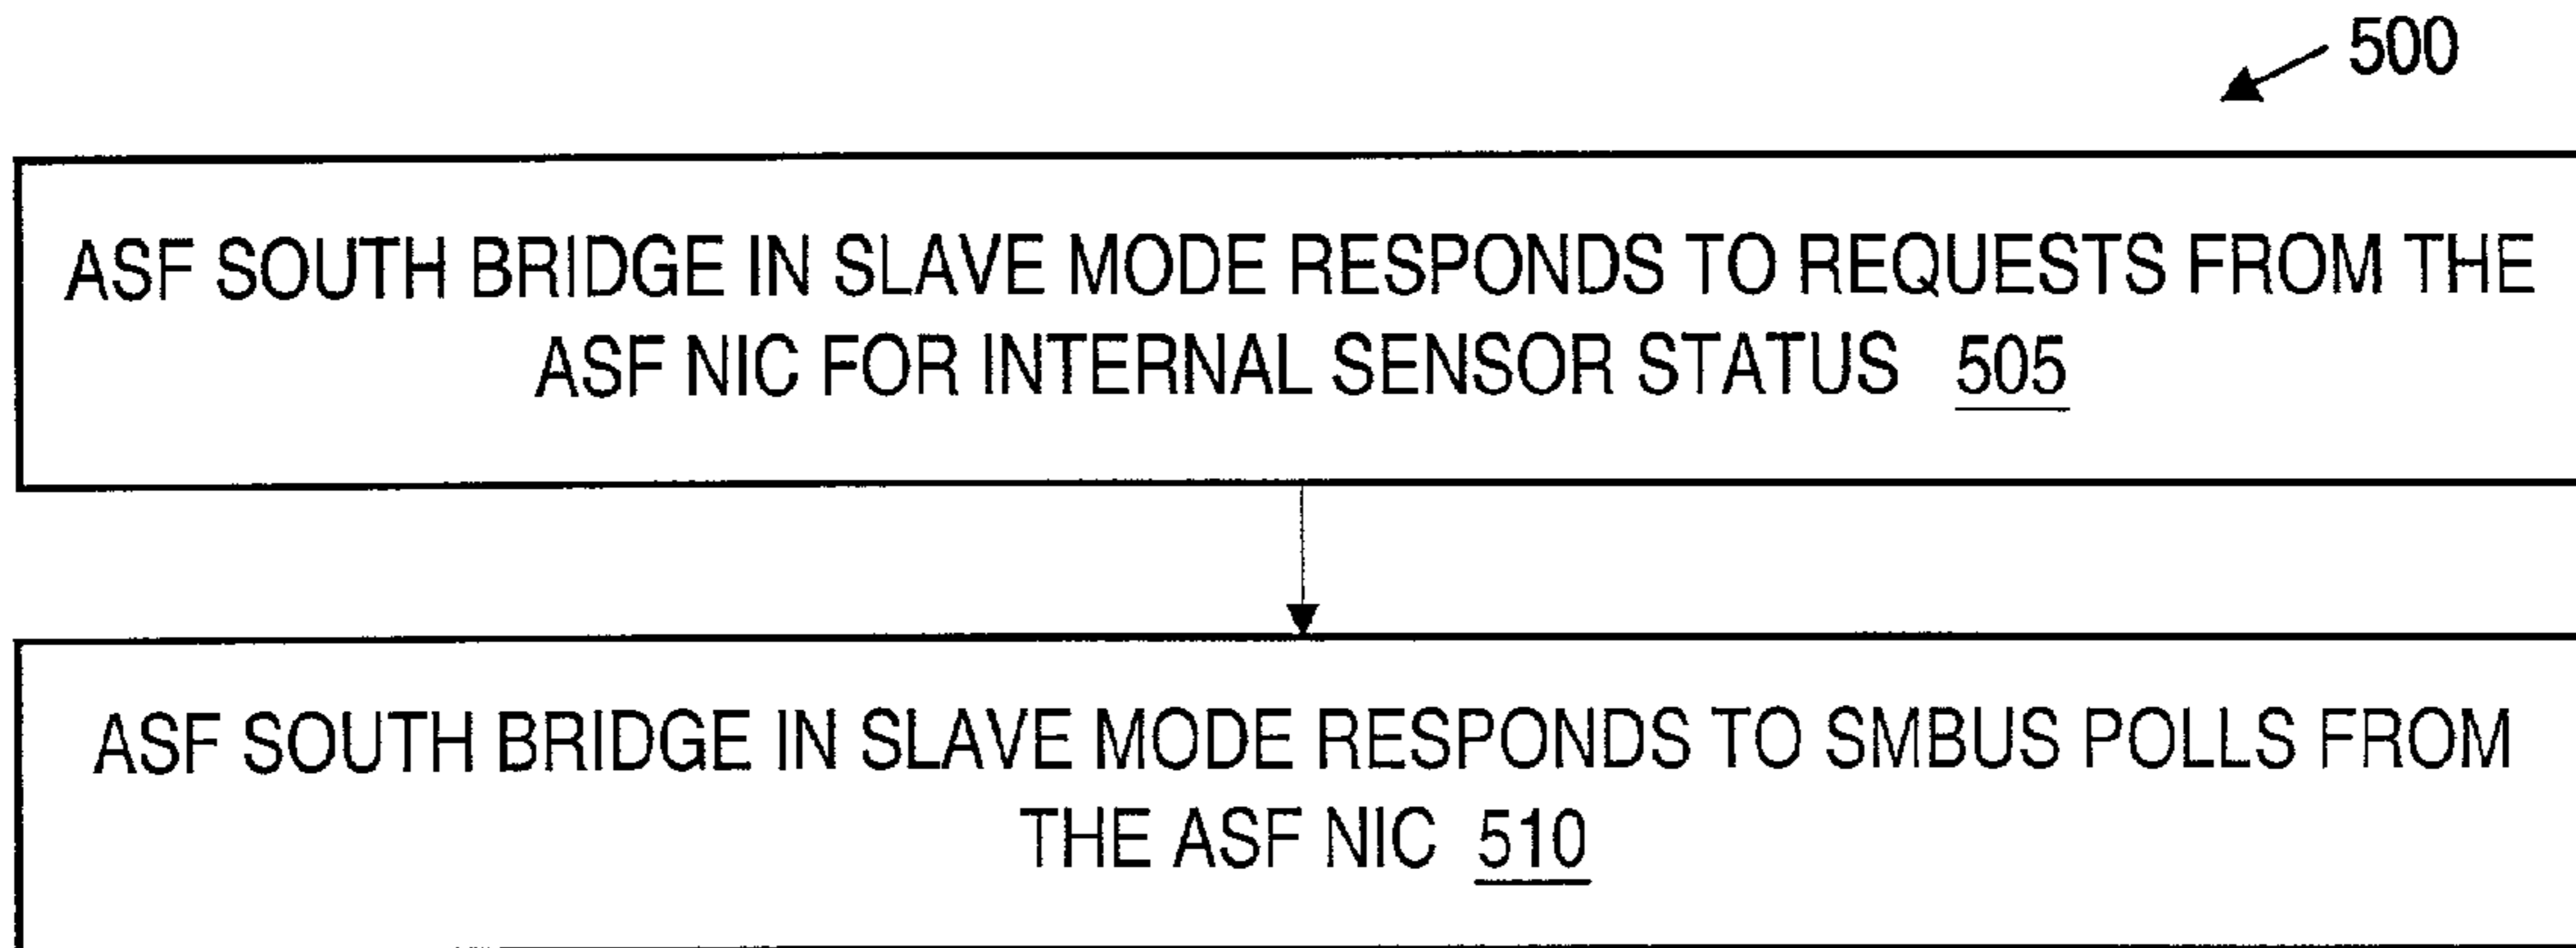 500
ASF SOUTH BRIDGE IN SLAVE MODE RESPONDS TO REQUESTS FROM THE
ASF NIC FOR INTERNAL SENSOR STATUS 505
ASF SOUTH BRIDGE IN SLAVE MODE RESPONDS TO SMBUS POLLS FROM
THE ASF NIC 510